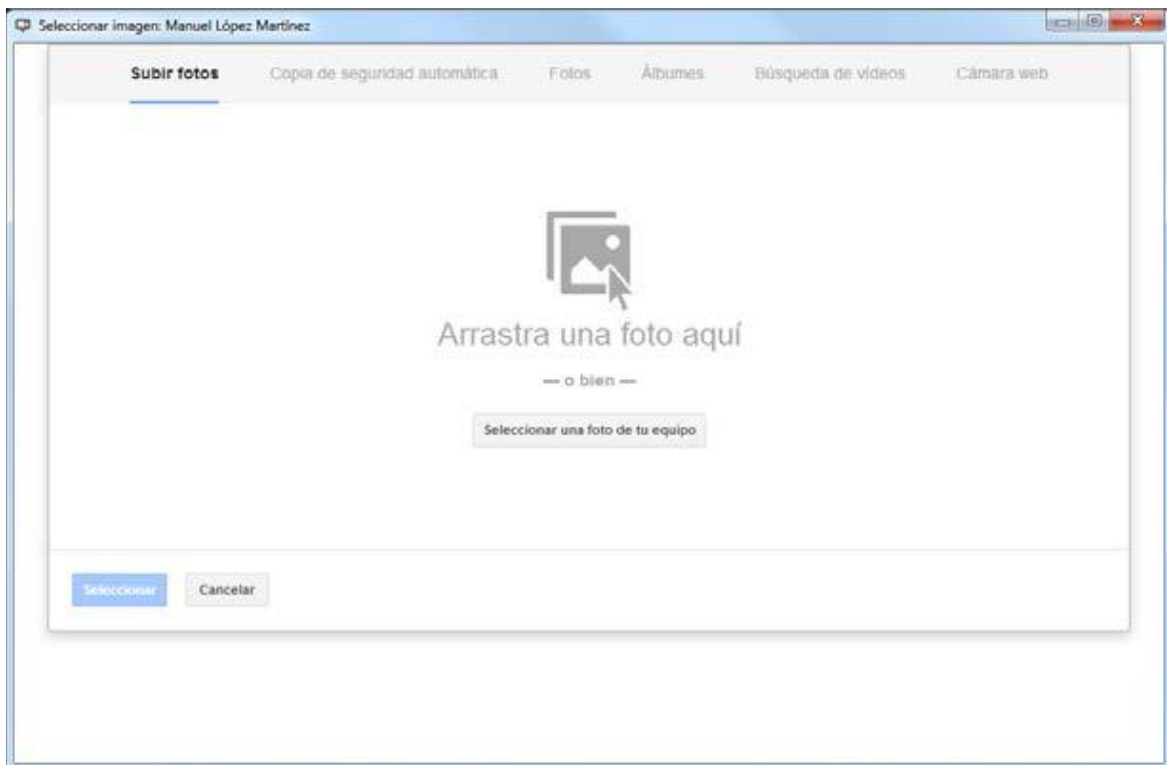 Seleccionar imagen: Manuel López Martínez
Subir fotos Copia de seguridad automática Fotos Álbumes Búsqueda de vídeos Cámara web
Arrastra una foto aquí
— o bien —
Seleccionar una foto de tu equipo
Seleccionar Cancelar